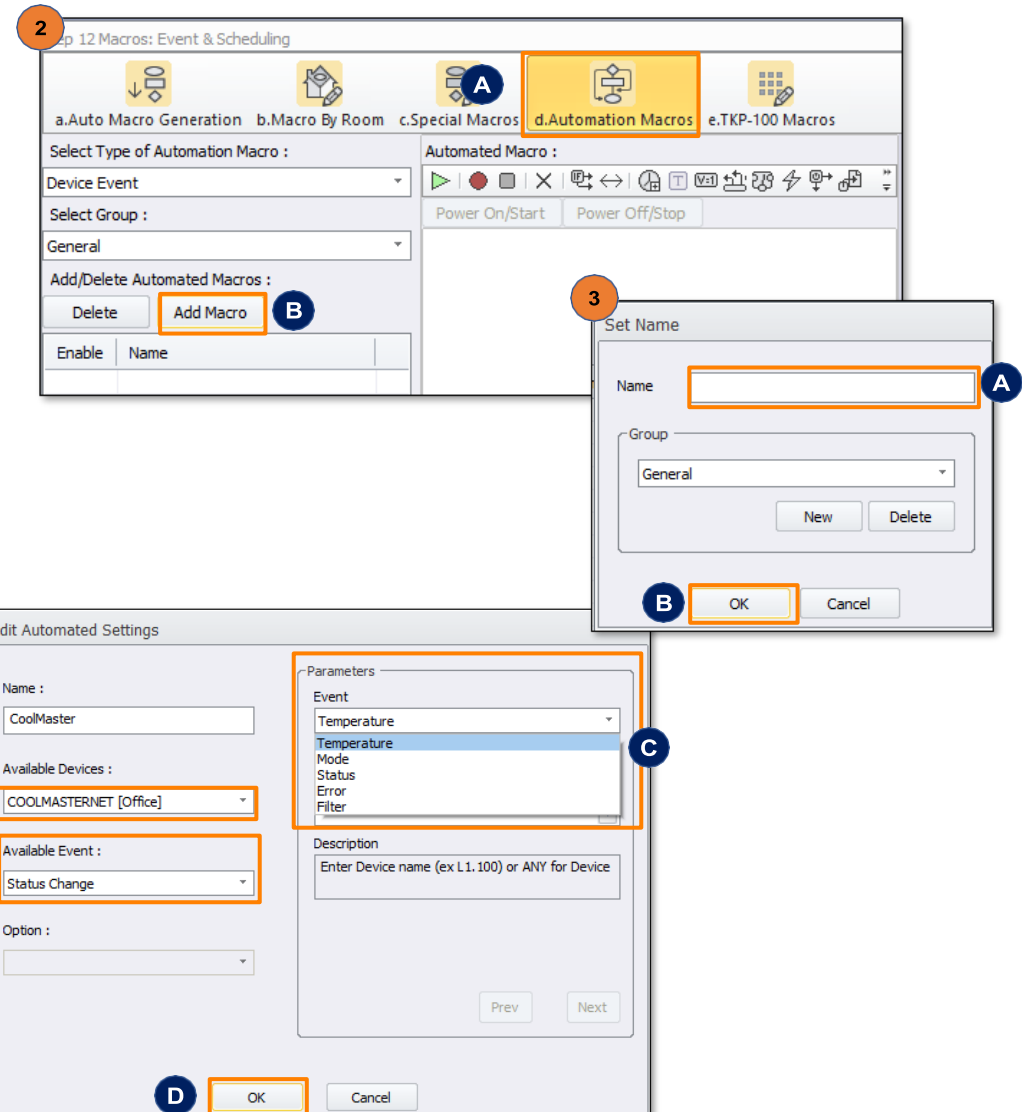 2
ep 12 Macros: Event & Scheduling
A
a.Auto Macro Generation b.Macro By Room c.Special Macros d.Automation Macros e.TKP-100 Macros
Select Type of Automation Macro :
Automated Macro :
Device Event
IF
T
V=1
Select Group :
Power On/Start Power Off/Stop
General
Add/Delete Automated Macros :
Delete Add Macro B
Enable Name
3
Set Name
Name
A
Group
General
New Delete
B OK Cancel
dit Automated Settings
Name :
CoolMaster
Available Devices :
COOLMASTERNET [Office]
Available Event :
Status Change
Option :
Parameters
Event
Temperature
Temperature
Mode
Status
Error
Filter
C
Description
Enter Device name (ex L1.100) or ANY for Device
Prev Next
D OK Cancel